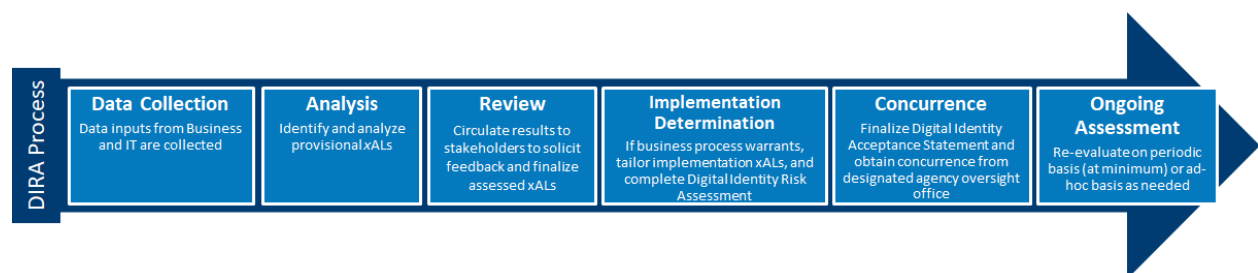 DIRA Process
Data Collection
Data inputs from Business
and IT are collected
Analysis
Identify and analyze
provisional xALs
Review
Circulate results to
stakeholders to solicit
feedback and finalize
assessed xALs
Implementation
Determination
If business process warrants,
tailor implementation xALs, and
complete Digital Identity Risk
Assessment
Concurrence
Finalize Digital Identity
Acceptance Statement and
obtain concurrence from
designated agency oversight
office
Ongoing
Assessment
Re-evaluate on periodic
basis (at minimum) or ad-
hoc basis as needed